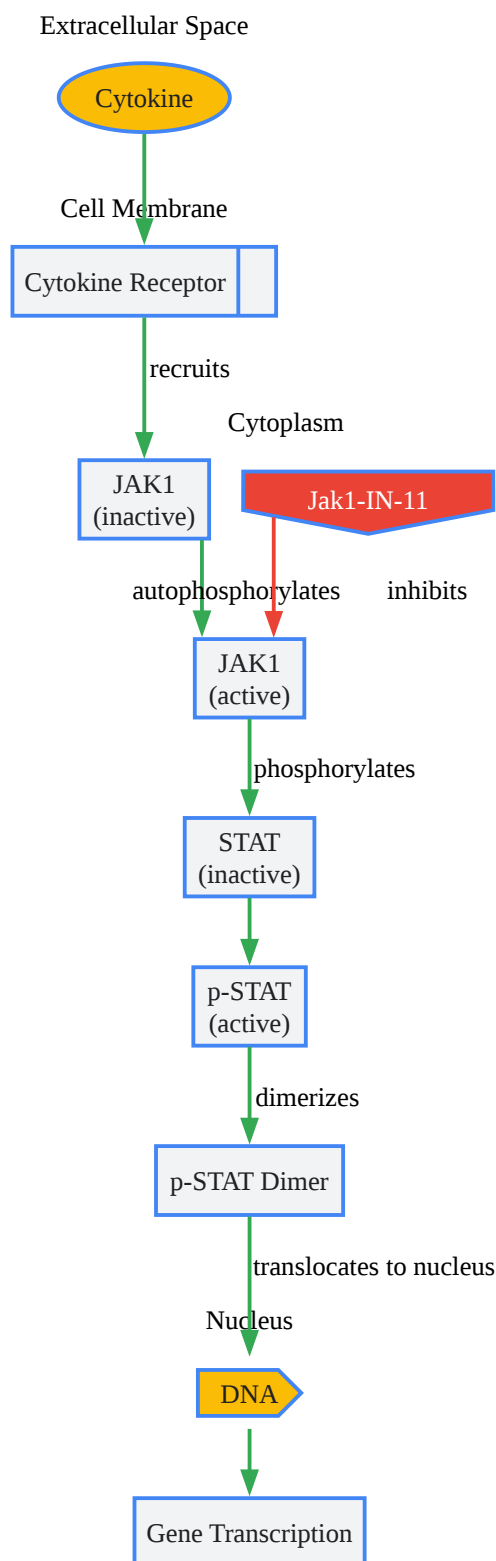 Extracellular Space
Cytokine
Cell Membrane
Cytokine Receptor
recruits
Cytoplasm
JAK1
(inactive)
Jak1-IN-11
autophosphorylates
inhibits
JAK1
(active)
phosphorylates
STAT
(inactive)
p-STAT
(active)
dimerizes
p-STAT Dimer
translocates to nucleus
Nucleus
DNA
Gene Transcription